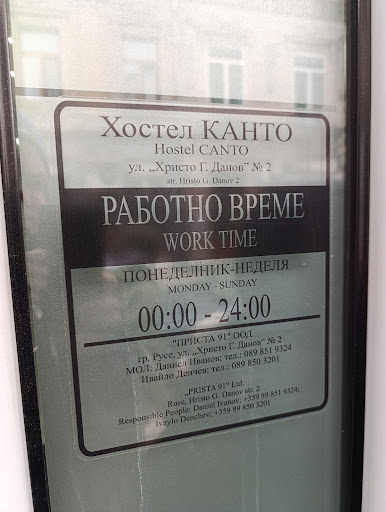 Хостел КАНТО
Hostel CANTO
ул. „Христо Г. Данов” № 2
str. Hristo G. Danov 2
РАБОТНО ВРЕМЕ
WORK TIME
ПОНЕДЕЛНИК-НЕДЕЛЯ
MONDAY - SUNDAY
00:00 - 24:00
"ПРИСТА 91" ООД
гр. Русе, ул. „Христо Г. Данов” № 2
МОЛ: Даниел Иванов; тел.: 089 851 9324
Ивайло Денчев; тел.: 089 850 3201
„PRISTA 91" Ltd.
Ruse, Hristo G. Danov str. 2
Responsible People: Daniel Ivanov; +359 89 851 9324;
Ivaylo Denchev; +359 89 850 3201